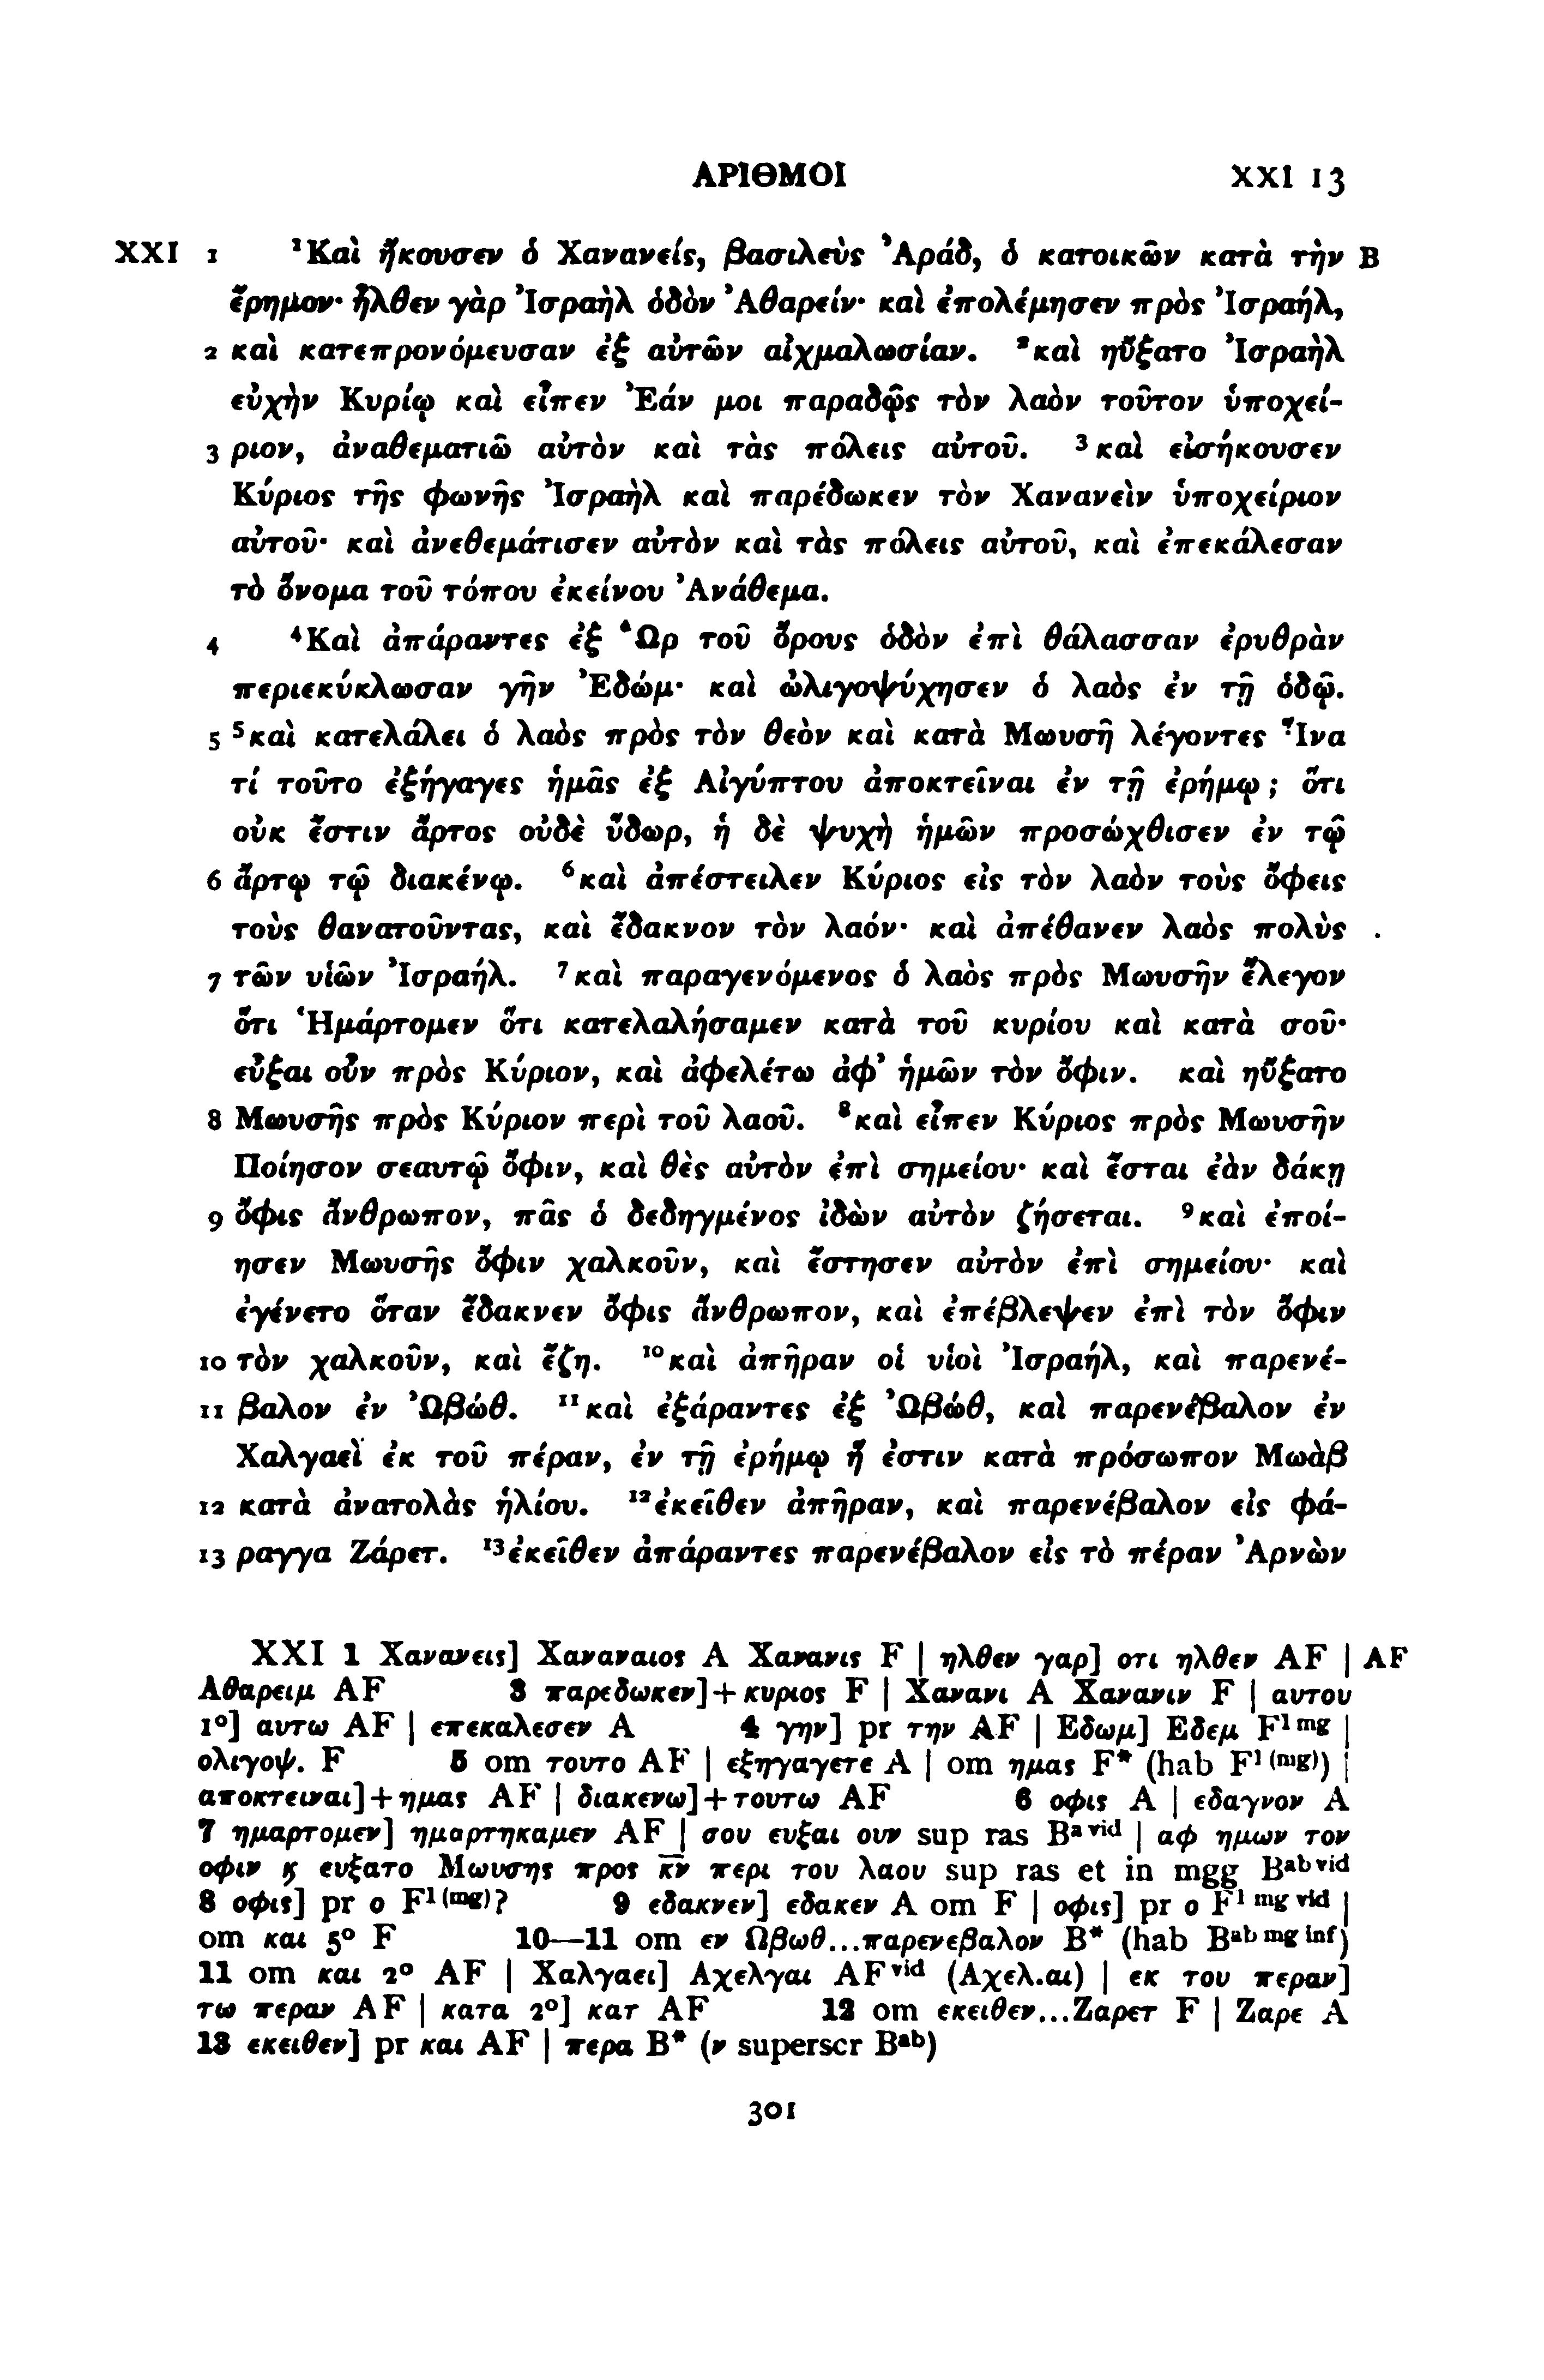 ΑΡΙΘΜΟΙ XXI 13
XXI 1 ¹Καὶ ἤκουσεν ὁ Χανανείς, βασιλεὺς Ἀράδ, ὁ κατοικῶν κατὰ τὴν B
ἔρημον· ἦλθεν γὰρ Ἰσραὴλ ὁδὸν Ἀθαρείν· καὶ ἐπολέμησεν πρὸς Ἰσραήλ,
2 καὶ κατεπρονόμευσαν ἐξ αὐτῶν αἰχμαλωσίαν. ²καὶ ηὔξατο Ἰσραὴλ
εὐχὴν Κυρίῳ καὶ εἶπεν Ἐάν μοι παραδῷς τὸν λαὸν τοῦτον ὑποχεί-
3 ριον, ἀναθεματιῶ αὐτὸν καὶ τὰς πόλεις αὐτοῦ. ³καὶ εἰσήκουσεν
Κύριος τῆς φωνῆς Ἰσραὴλ καὶ παρέδωκεν τὸν Χανανεὶν ὑποχείριον
αὐτοῦ· καὶ ἀνεθεμάτισεν αὐτὸν καὶ τὰς πόλεις αὐτοῦ, καὶ ἐπεκάλεσαν
τὸ ὄνομα τοῦ τόπου ἐκείνου Ἀνάθεμα.
4 ⁴Καὶ ἀπάραντες ἐξ Ὢρ τοῦ ὄρους ὁδὸν ἐπὶ θάλασσαν ἐρυθρὰν
περιεκύκλωσαν γῆν Ἐδώμ· καὶ ὠλιγοψύχησεν ὁ λαὸς ἐν τῇ ὁδῷ.
5 ⁵καὶ κατελάλει ὁ λαὸς πρὸς τὸν θεὸν καὶ κατὰ Μωυσῆ λέγοντες Ἵνα
τί τοῦτο ἐξήγαγες ἡμᾶς ἐξ Αἰγύπτου ἀποκτεῖναι ἐν τῇ ἐρήμῳ; ὅτι
οὐκ ἔστιν ἄρτος οὐδὲ ὕδωρ, ἡ δὲ ψυχὴ ἡμῶν προσώχθισεν ἐν τῷ
6 ἄρτῳ τῷ διακένῳ. ⁶καὶ ἀπέστειλεν Κύριος εἰς τὸν λαὸν τοὺς ὄφεις
τοὺς θανατοῦντας, καὶ ἔδακνον τὸν λαόν· καὶ ἀπέθανεν λαὸς πολὺς
7 τῶν υἱῶν Ἰσραήλ. ⁷καὶ παραγενόμενος ὁ λαὸς πρὸς Μωυσῆν ἔλεγον
ὅτι Ἡμάρτομεν ὅτι κατελαλήσαμεν κατὰ τοῦ κυρίου καὶ κατὰ σοῦ·
εὖξαι οὖν πρὸς Κύριον, καὶ ἀφελέτω ἀφ’ ἡμῶν τὸν ὄφιν. καὶ ηὔξατο
8 Μωυσῆς πρὸς Κύριον περὶ τοῦ λαοῦ. ⁸καὶ εἶπεν Κύριος πρὸς Μωυσῆν
Ποίησον σεαυτῷ ὄφιν, καὶ θὲς αὐτὸν ἐπὶ σημείου· καὶ ἔσται ἐὰν δάκῃ
9 ὄφις ἄνθρωπον, πᾶς ὁ δεδηγμένος ἰδὼν αὐτὸν ζήσεται. ⁹καὶ ἐποί-
ησεν Μωυσῆς ὄφιν χαλκοῦν, καὶ ἔστησεν αὐτὸν ἐπὶ σημείου· καὶ
ἐγένετο ὅταν ἔδακνεν ὄφις ἄνθρωπον, καὶ ἐπέβλεψεν ἐπὶ τὸν ὄφιν
10 τὸν χαλκοῦν, καὶ ἔζη. ¹⁰καὶ ἀπῆραν οἱ υἱοὶ Ἰσραήλ, καὶ παρενέ-
11 βαλον ἐν Ὠβώθ. ¹¹καὶ ἐξάραντες ἐξ Ὠβώθ, καὶ παρενέβαλον ἐν
Χαλγαεὶ ἐκ τοῦ πέραν, ἐν τῇ ἐρήμῳ ἥ ἐστιν κατὰ πρόσωπον Μωὰβ
12 κατὰ ἀνατολὰς ἡλίου. ¹²ἐκεῖθεν ἀπῆραν, καὶ παρενέβαλον εἰς φά-
13 ραγγα Ζάρετ. ¹³ἐκεῖθεν ἀπάραντες παρενέβαλον εἰς τὸ πέραν Ἀρνὼν
XXI 1 Χανανεις] Χαναναιος A Χανανις F | ηλθεν γαρ] οτι ηλθεν AF | AF
Αθαρειμ AF 3 παρεδωκεν]+κυριος F | Χανανι A Χανανιν F | αυτου
1°] αυτω AF | επεκαλεσεν A 4 γην] pr την AF | Εδωμ] Εδεμ F¹ᵐᵍ |
ολιγοψ. F 5 om τουτο AF | εξηγαγετε A | om ημας F* (hab F¹⁽ᵐᵍ⁾) |
αποκτειναι]+ημας AF | διακενω]+τουτω AF 6 οφις A | εδαγνον A
7 ημαρτομεν] ημαρτηκαμεν AF | σου ευξαι ουν sup ras Bᵃ ᵛⁱᵈ | αφ ημων τον
οφιν ϗ ευξατο Μωυσης προς κ̅ν̅ περι του λαου sup ras et in mgg Bᵃᵇ ᵛⁱᵈ
8 οφις] pr ο F¹⁽ᵐᵍ⁾? 9 εδακνεν] εδακεν A om F | οφις] pr ο F¹ ᵐᵍ ᵛⁱᵈ |
om και 5° F 10—11 om εν Ωβωθ...παρενεβαλον B* (hab Bᵃᵇ ᵐᵍ ⁱⁿᶠ)
11 om και 2° AF | Χαλγαει] Αχελγαι AFᵛⁱᵈ (Αχελ.αι) | εκ του περαν]
τω περαν AF | κατα 2°] κατ AF 12 om εκειθεν...Ζαρετ F | Ζαρε A
13 εκειθεν] pr και AF | περα B* (ν superscr Bᵃᵇ)
301